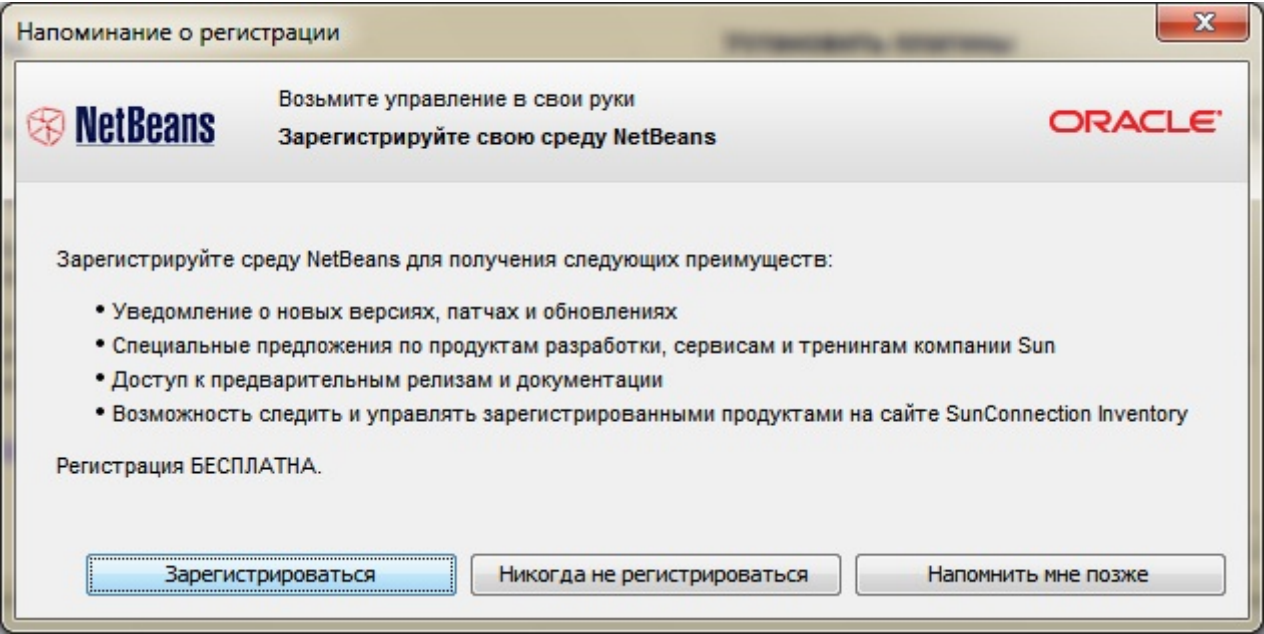 Напоминание о регистрации
Установить плагины
NetBeans
Возьмите управление в свои руки
Зарегистрируйте свою среду NetBeans
ORACLE
Зарегистрируйте среду NetBeans для получения следующих преимуществ:
• Уведомление о новых версиях, патчах и обновлениях
• Специальные предложения по продуктам разработки, сервисам и тренингам компании Sun
• Доступ к предварительным релизам и документации
• Возможность следить и управлять зарегистрированными продуктами на сайте SunConnection Inventory
Регистрация БЕСПЛАТНА.
Зарегистрироваться
Никогда не регистрироваться
Напомнить мне позже